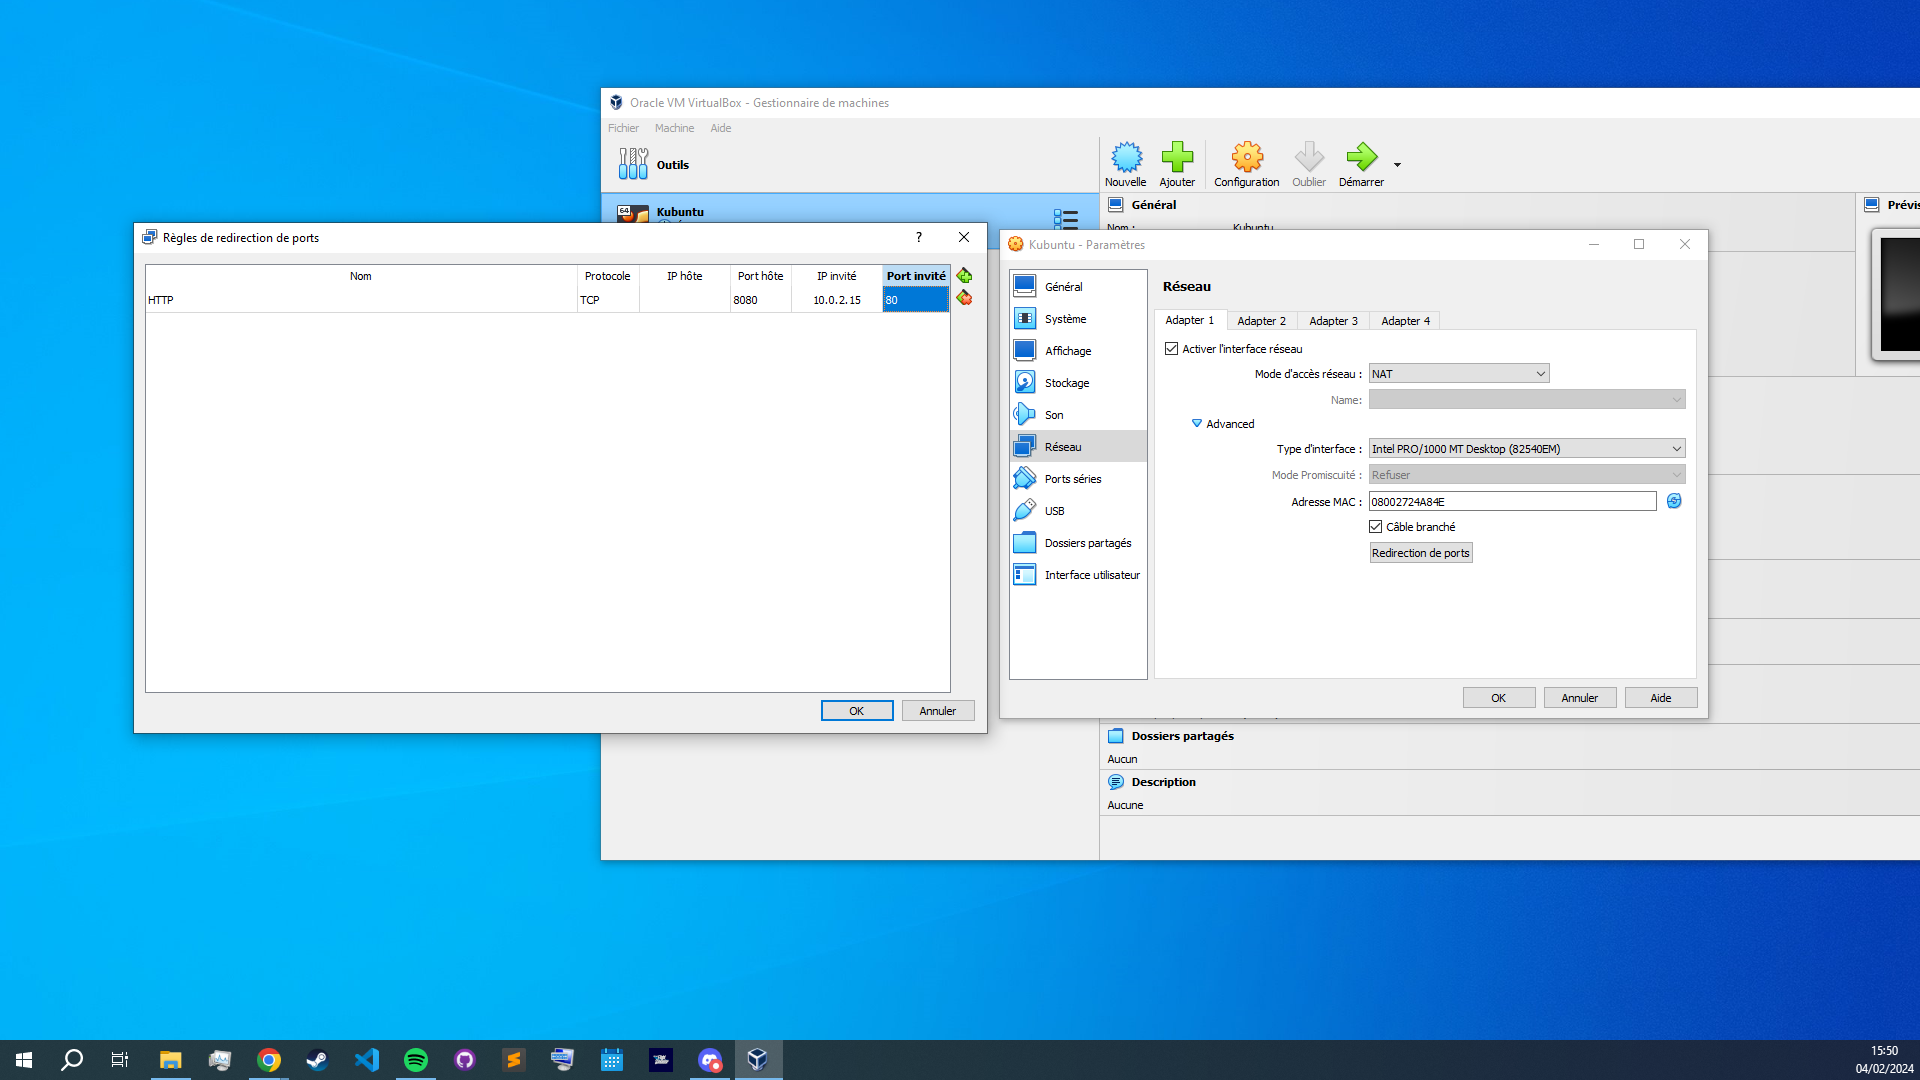 Oracle VM VirtualBox - Gestionnaire de machines
Fichier Machine Aide
Outils
Nouvelle Ajouter Configuration Oublier Démarrer
64 Kubuntu
Général
Nom : Kubuntu
Prévis
Règles de redirection de ports
?
Nom Protocole IP hôte Port hôte IP invité Port invité
HTTP TCP 8080 10.0.2.15 80
OK Annuler
Kubuntu - Paramètres
Général
Système
Affichage
Stockage
Son
Réseau
Ports séries
USB
Dossiers partagés
Interface utilisateur
Réseau
Adapter 1 Adapter 2 Adapter 3 Adapter 4
Activer l'interface réseau
Mode d'accès réseau : NAT
Name:
Advanced
Type d'interface : Intel PRO/1000 MT Desktop (82540EM)
Mode Promiscuité : Refuser
Adresse MAC : 08002724A84E
Câble branché
Redirection de ports
OK Annuler Aide
Dossiers partagés
Aucun
Description
Aucune
15:50
04/02/2024